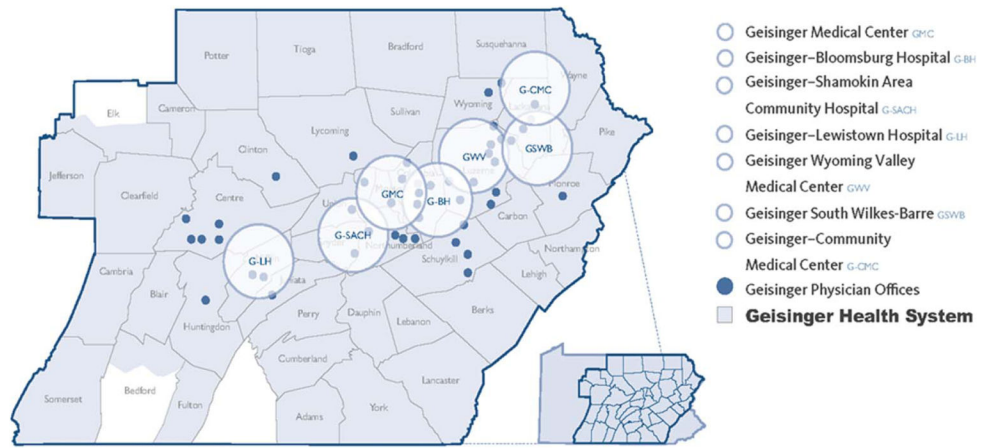 Potter
Tioga
Bradford
Susquehanna
Wayne
Elk
Cameron
G-CMC
Wyoming
Sullivan
Lycoming
Pike
Clinton
GWV
GSWB
Jefferson
Clearfield
Centre
GMC
G-BH
Monroe
Carbon
G-SACH
Northumberland
Northampton
G-LH
Schuylkill
Lehigh
Cambria
Blair
Huntingdon
Perry
Dauphin
Lebanon
Berks
Cumberland
Somerset
Bedford
Fulton
Adams
York
Lancaster
Geisinger Medical Center GMC
Geisinger–Bloomsburg Hospital G-BH
Geisinger–Shamokin Area
Community Hospital G-SACH
Geisinger–Lewistown Hospital G-LH
Geisinger Wyoming Valley
Medical Center GWV
Geisinger South Wilkes-Barre GSWB
Geisinger–Community
Medical Center G-CMC
Geisinger Physician Offices
Geisinger Health System